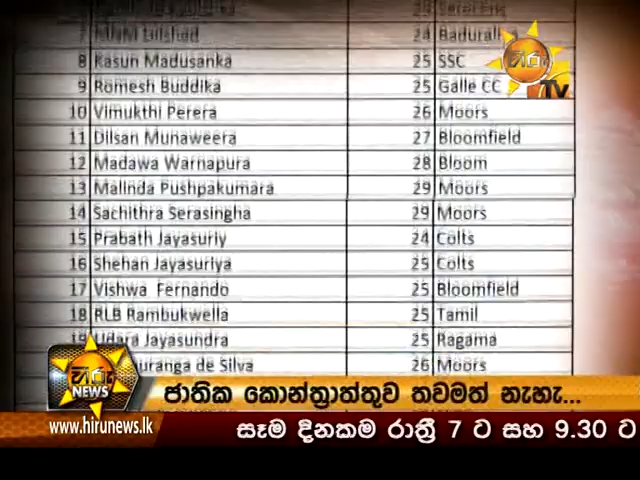 8 Kasun Madusanka 25 SSC
9 Romesh Buddika 25 Galle CC
10 Vimukthi Perera 26 Moors
11 Dilsan Munaweera 27 Bloomfield
12 Madawa Warnapura 28 Bloom
13 Malinda Pushpakumara 29 Moors
14 Sachithra Serasingha 29 Moors
15 Prabath Jayasuriy 24 Colts
16 Shehan Jayasuriya 25 Colts
17 Vishwa Fernando 25 Bloomfield
18 RLB Rambukwella 25 Tamil
19 Udara Jayasundra 25 Ragama
de Silva 26 Moors
හිරු TV
හිරු NEWS
ජාතික කොන්ත්‍රාත්තුව තවමත් නැහැ...
www.hirunews.lk
සෑම දිනකම රාත්‍රී 7 ට සහ 9.30 ට